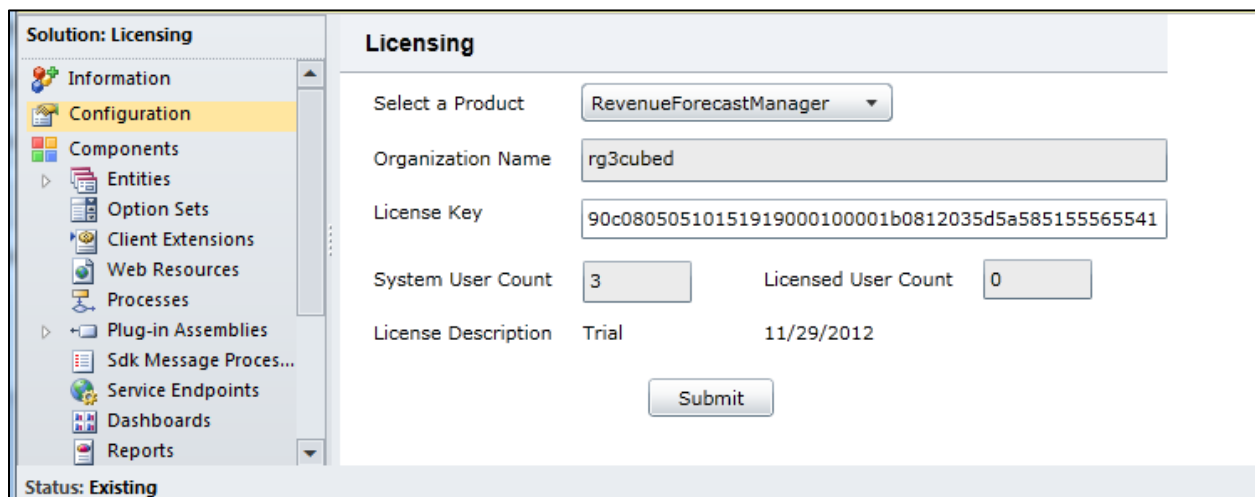 Solution: Licensing
Information
Configuration
Components
Entities
Option Sets
Client Extensions
Web Resources
Processes
Plug-in Assemblies
Sdk Message Proces...
Service Endpoints
Dashboards
Reports
Licensing
Select a Product RevenueForecastManager
Organization Name rg3cubed
License Key 90c08050510151919000100001b0812035d5a585155565541
System User Count 3 Licensed User Count 0
License Description Trial 11/29/2012
Submit
Status: Existing